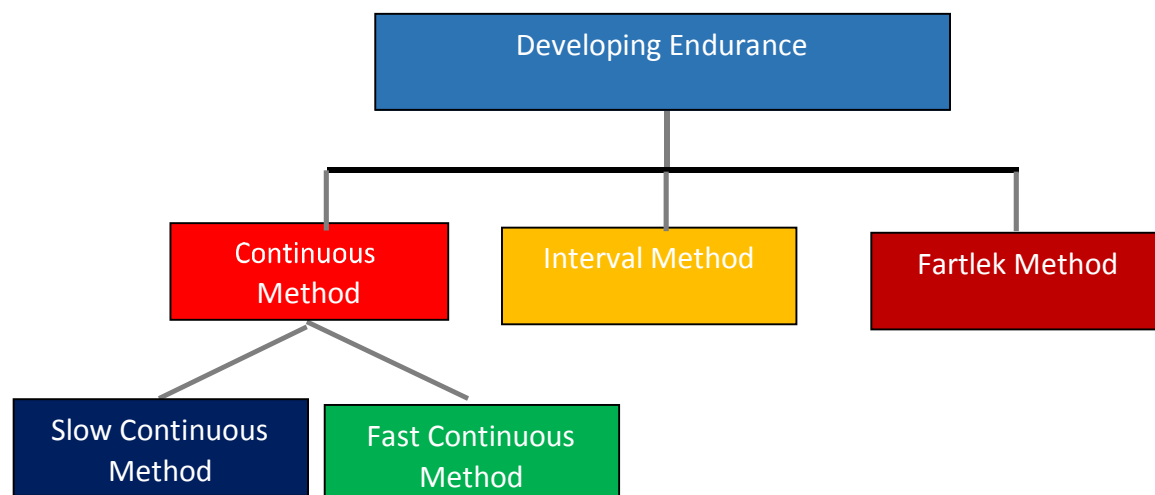 Developing Endurance
Continuous
Method
Interval Method
Fartlek Method
Slow Continuous
Method
Fast Continuous
Method